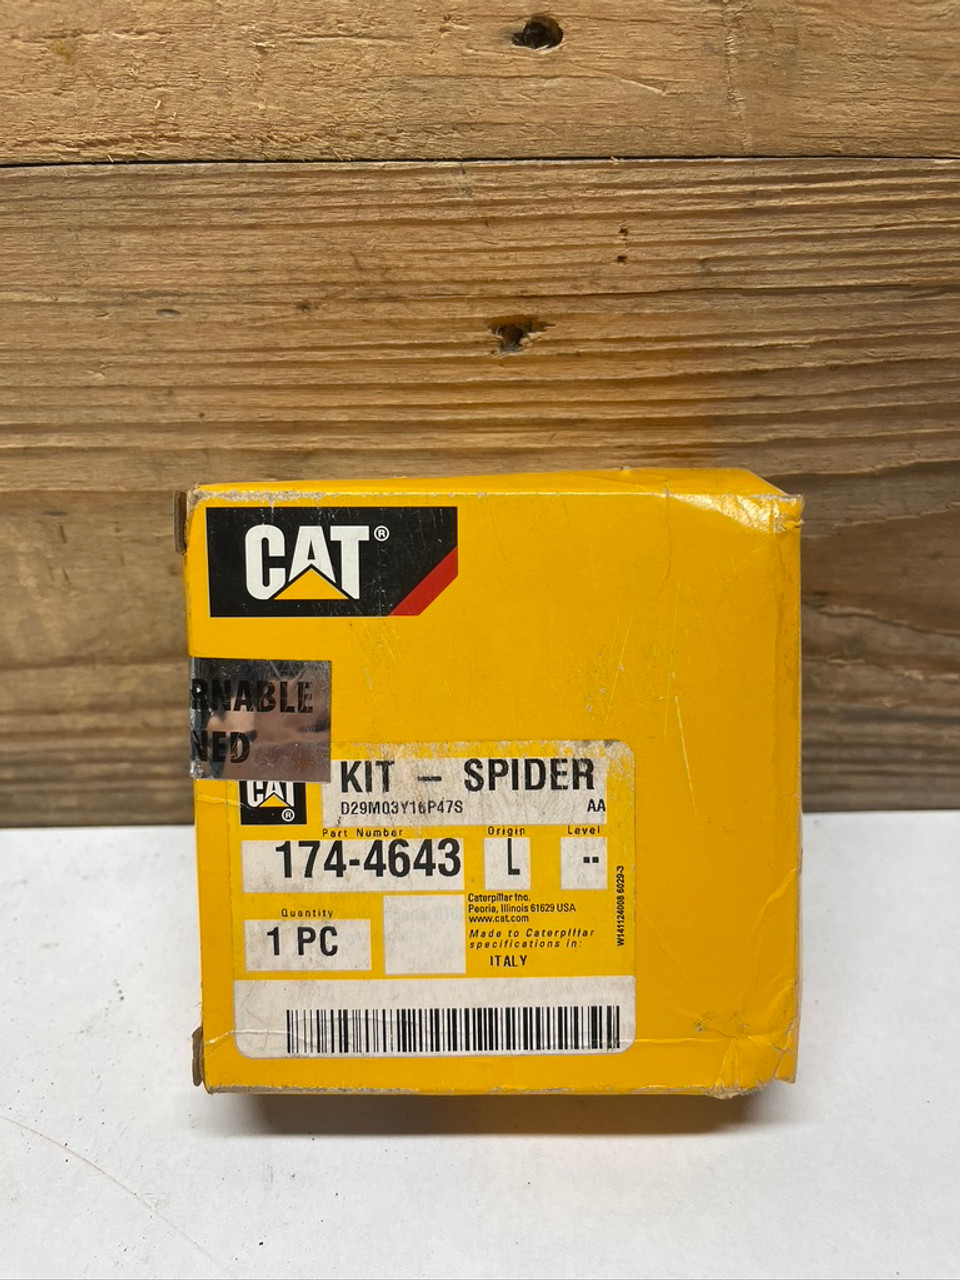 CAT®
RNABLE
NED
CAT®
KIT - SPIDER
D29M03Y16P47S AA
Part Number Origin Level
174-4643 L --
Quantity
1 PC
Caterpillar Inc.
Peoria, Illinois 61629 USA
www.cat.com
Made to Caterpillar
specifications in:
ITALY
W141124008 6029-3